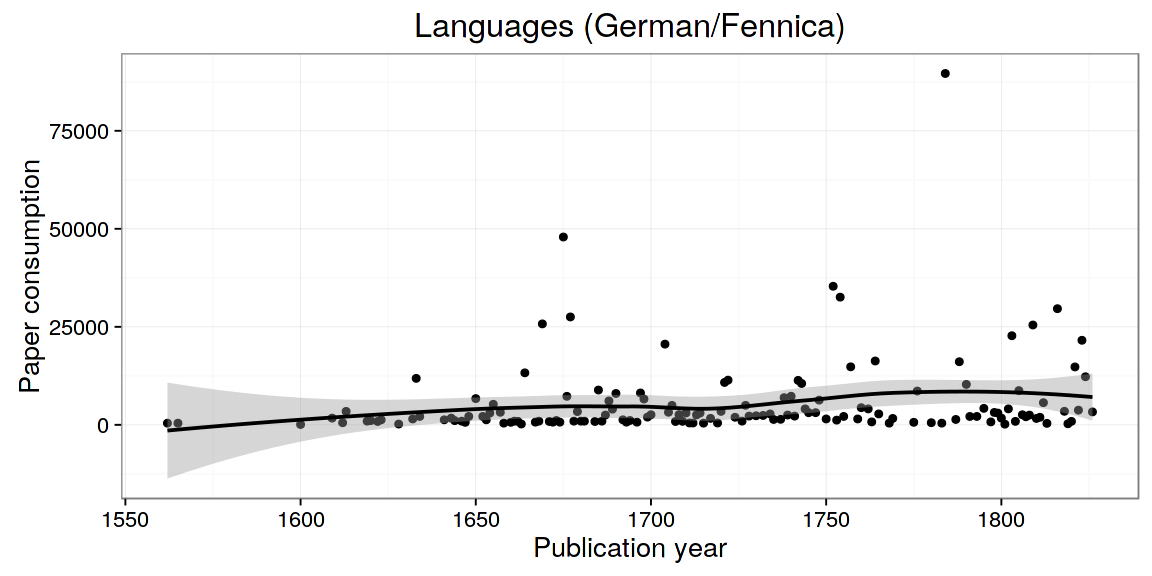 Languages (German/Fennica)
Paper consumption
75000
50000
25000
0
1550 1600 1650 1700 1750 1800
Publication year